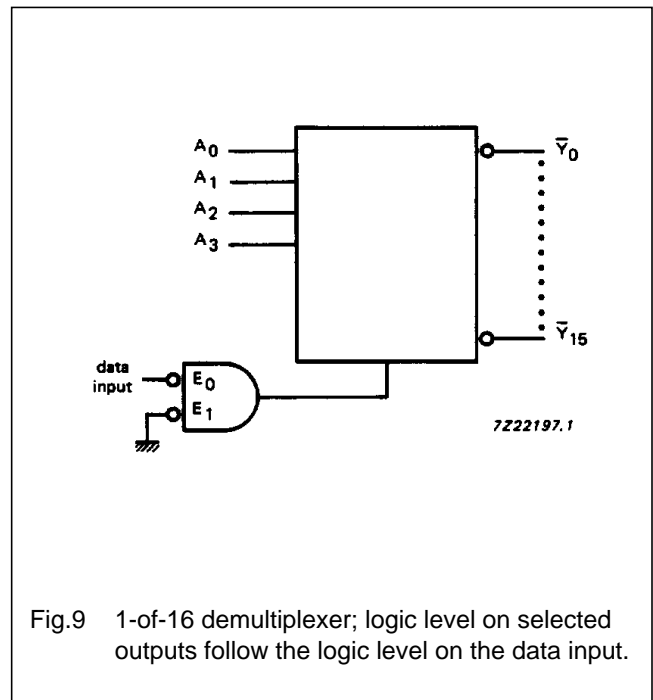 A0
Y̅0
A1
A2
A3
Y̅15
data
input
E0
E1
7Z22197.1
Fig.9 1-of-16 demultiplexer; logic level on selected
outputs follow the logic level on the data input.